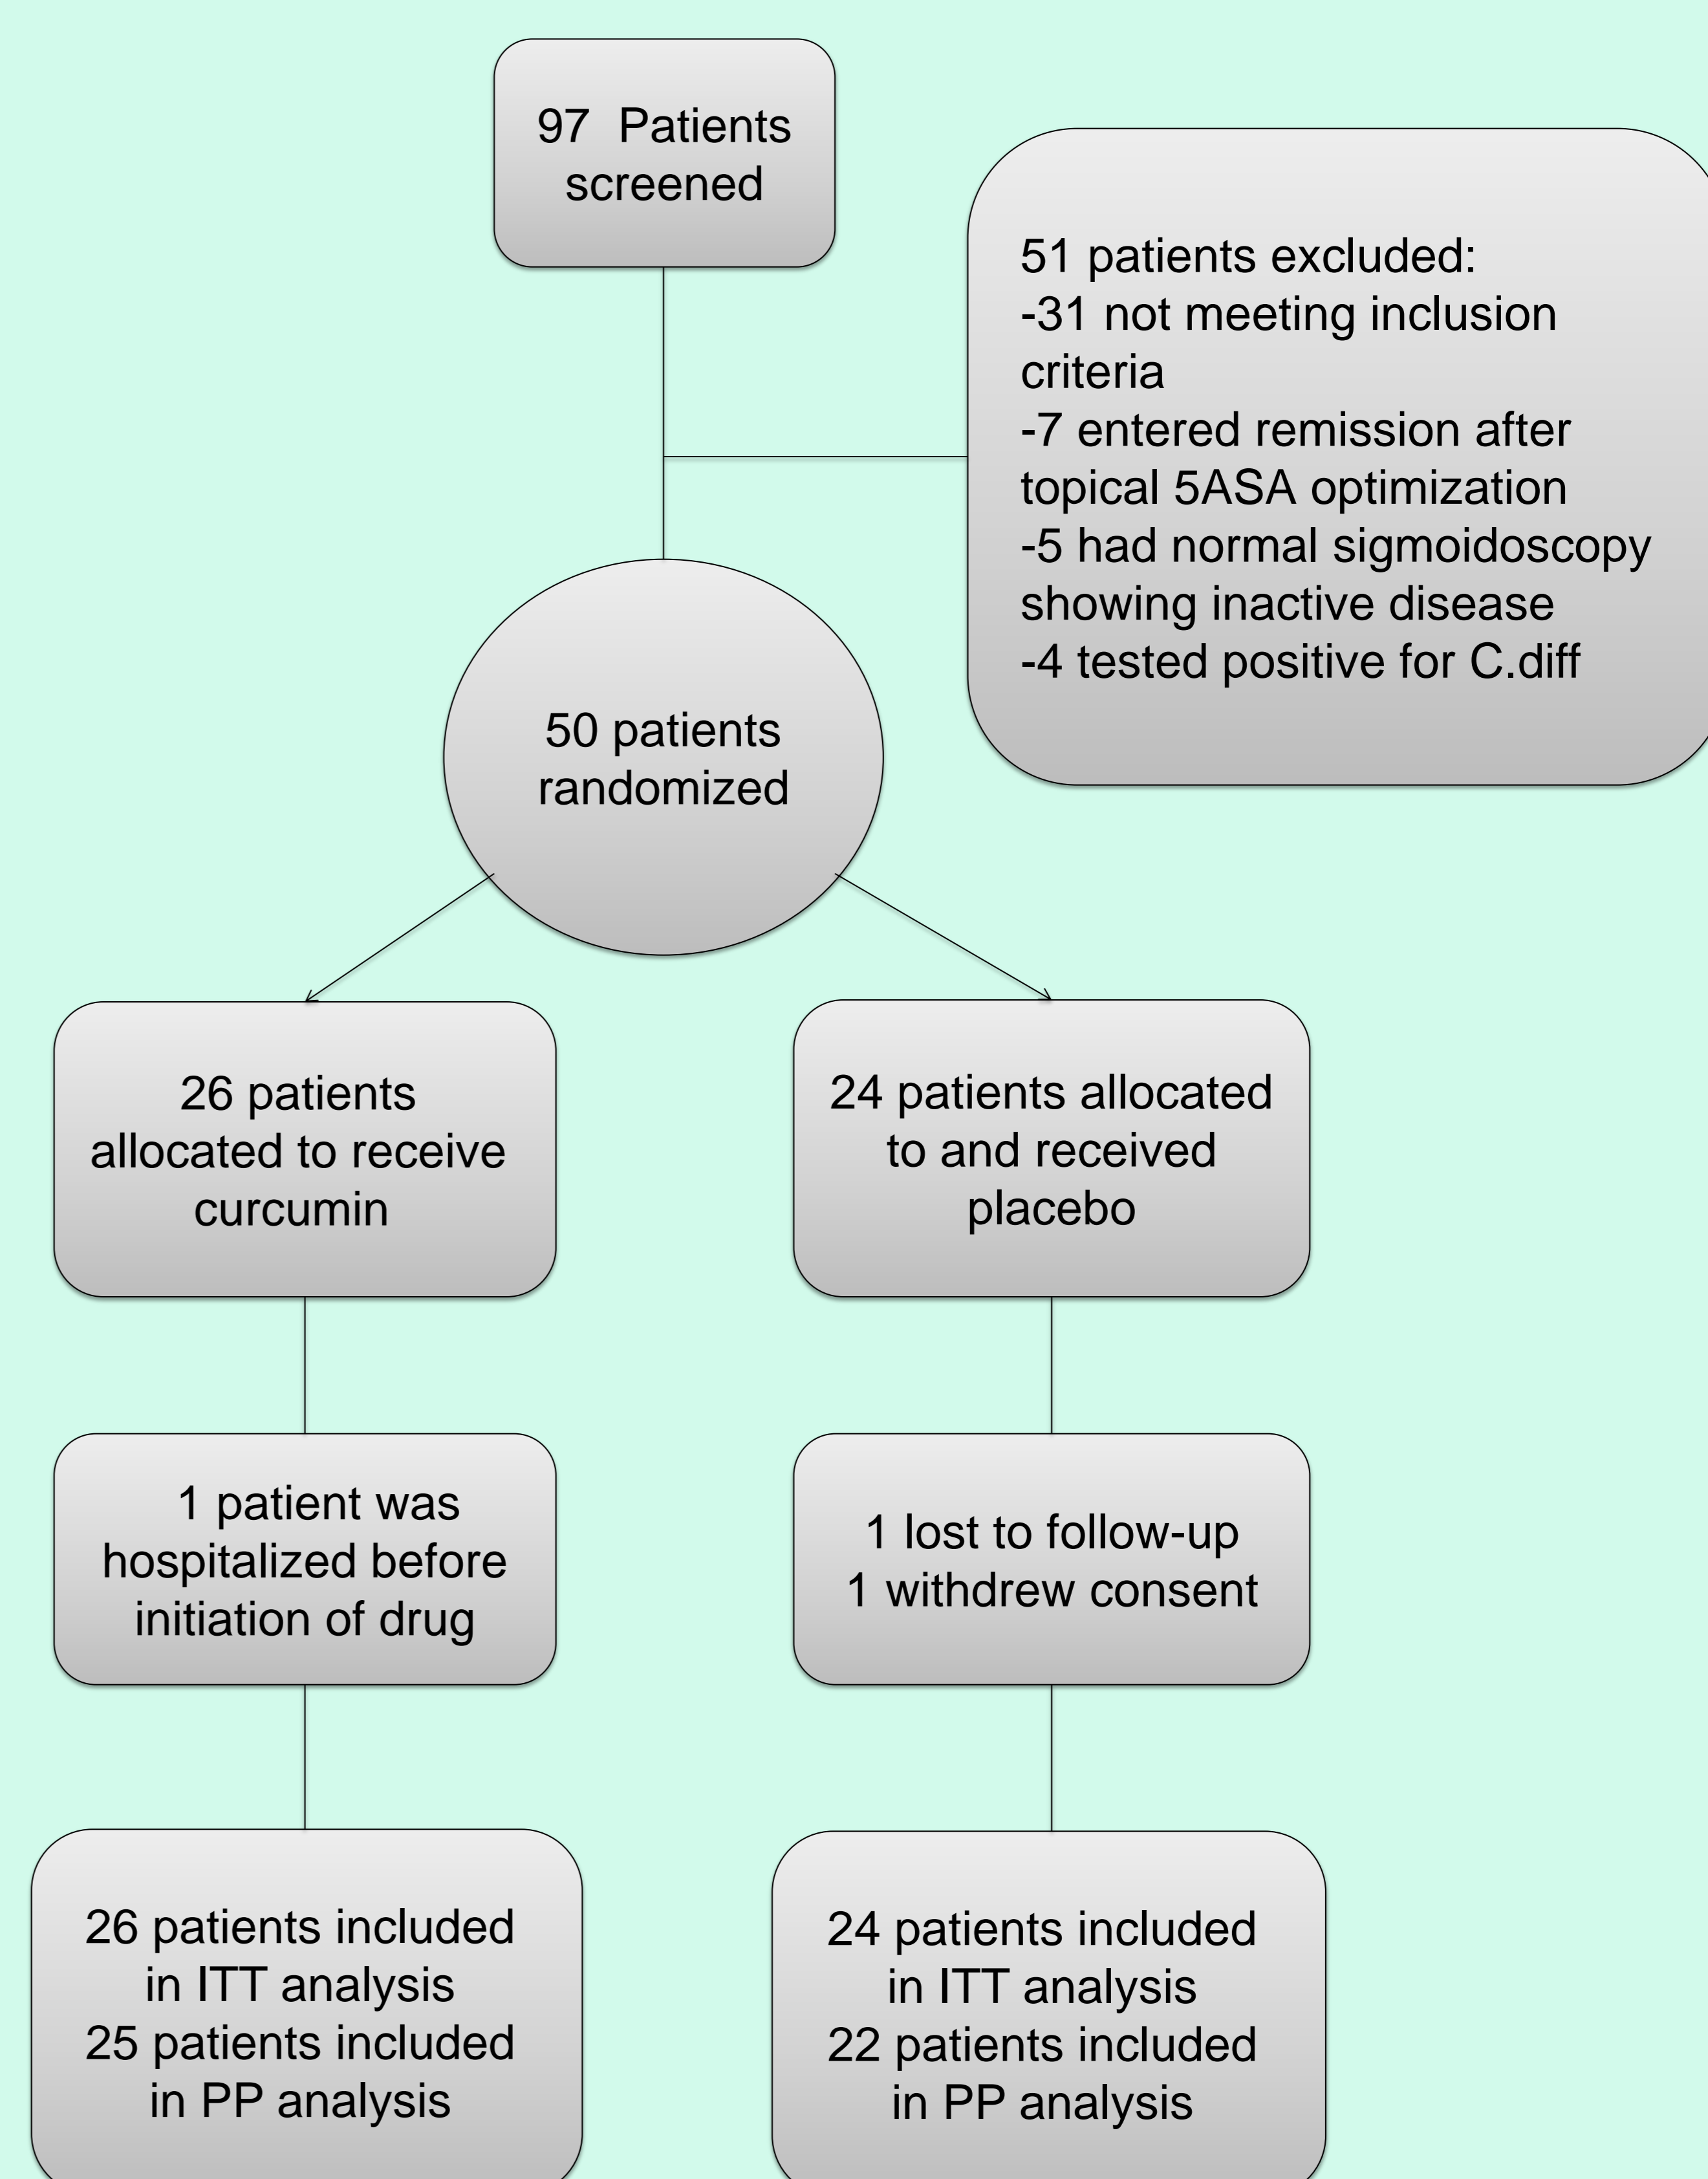 97 Patients
screened
51 patients excluded:
-31 not meeting inclusion
criteria
-7 entered remission after
topical 5ASA optimization
-5 had normal sigmoidoscopy
showing inactive disease
-4 tested positive for C.diff
50 patients
randomized
26 patients
allocated to receive
curcumin
24 patients allocated
to and received
placebo
1 patient was
hospitalized before
initiation of drug
1 lost to follow-up
1 withdrew consent
26 patients included
in ITT analysis
25 patients included
in PP analysis
24 patients included
in ITT analysis
22 patients included
in PP analysis